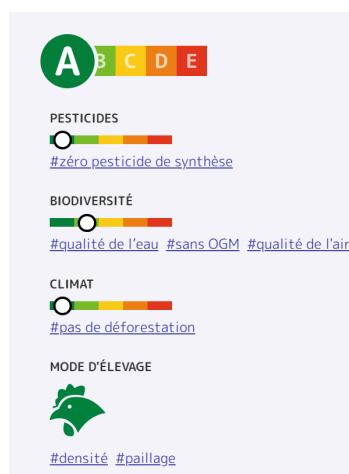 A B C D E
PESTICIDES
#zéro pesticide de synthèse
BIODIVERSITÉ
#qualité de l'eau #sans OGM #qualité de l'air
CLIMAT
#pas de déforestation
MODE D'ÉLEVAGE
#densité #paillage